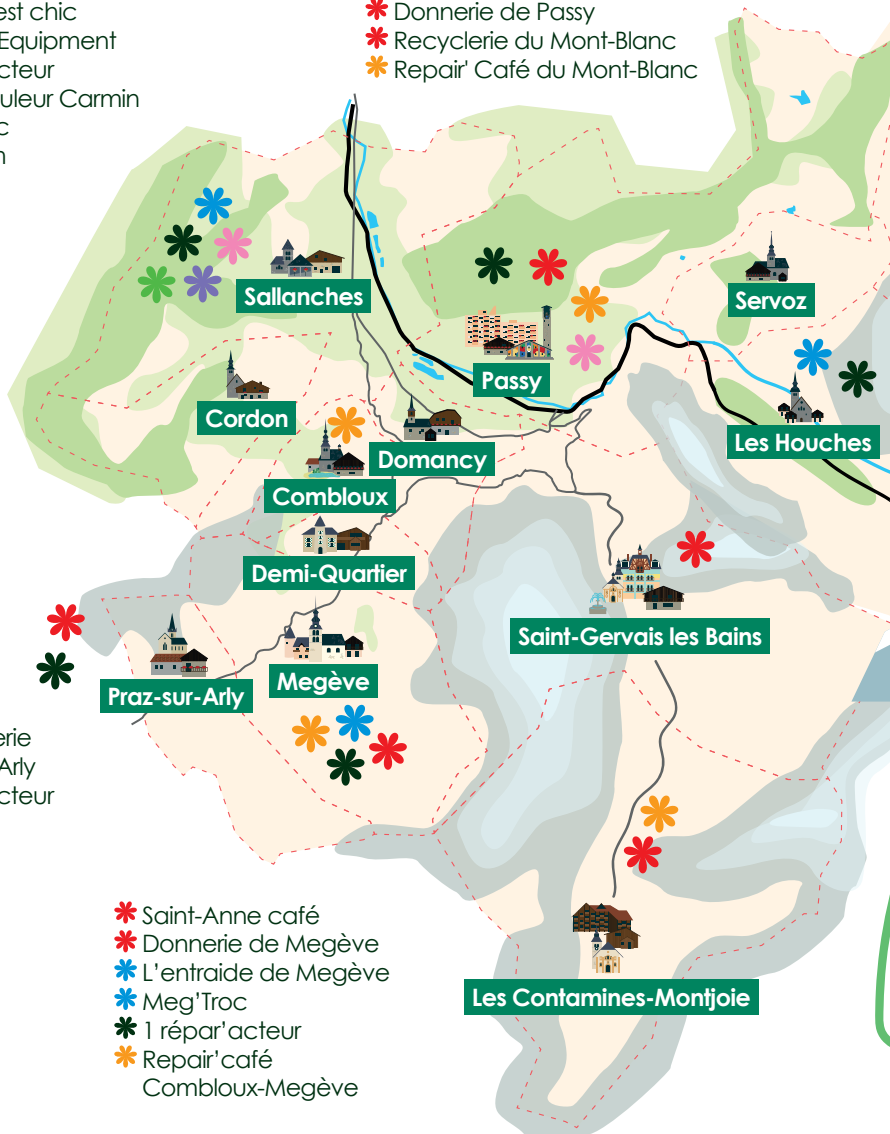 est chic
Equipment
cteur
uleur Carmin
c
n
Donnerie de Passy
Recyclerie du Mont-Blanc
Repair' Café du Mont-Blanc
Sallanches
Servoz
Passy
Cordon
Les Houches
Domancy
Combloux
Demi-Quartier
Saint-Gervais les Bains
Praz-sur-Arly
Megève
erie
Arly
cteur
Saint-Anne café
Donnerie de Megève
L'entraide de Megève
Meg'Troc
1 répar'acteur
Repair'café
Combloux-Megève
Les Contamines-Montjoie